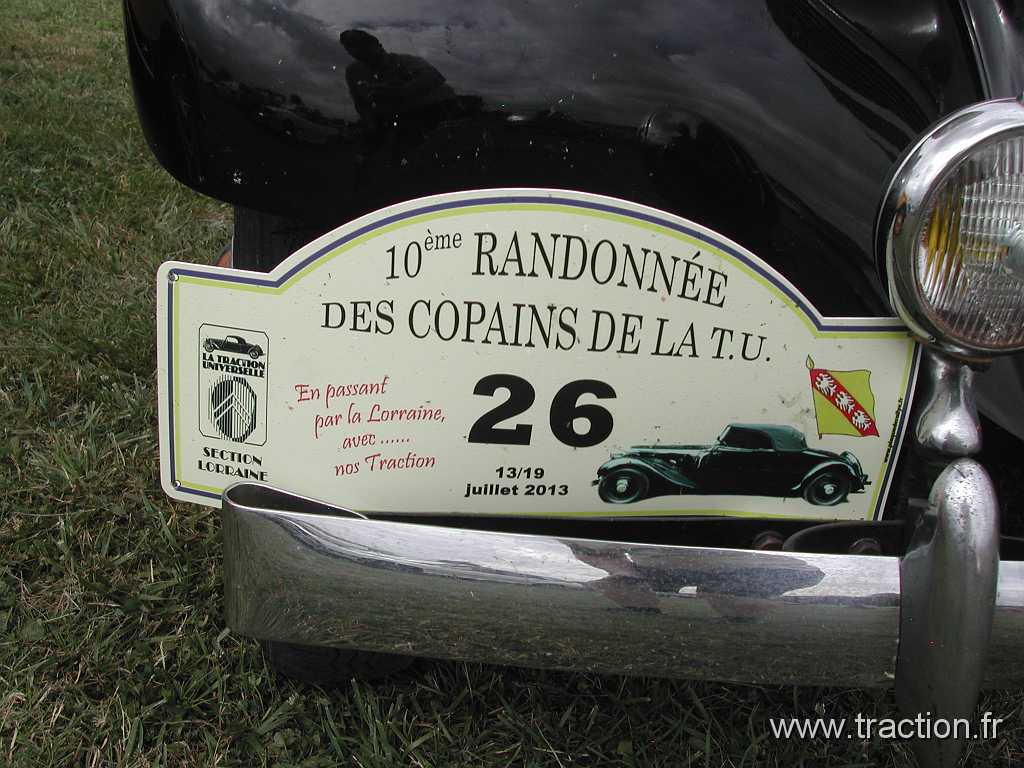 10ème RANDONNÉE
DES COPAINS DE LA T.U.
LA TRACTION
UNIVERSELLE
SECTION
LORRAINE
En passant
par la Lorraine,
avec ......
nos Traction
26
13/19
juillet 2013
www.traction.fr